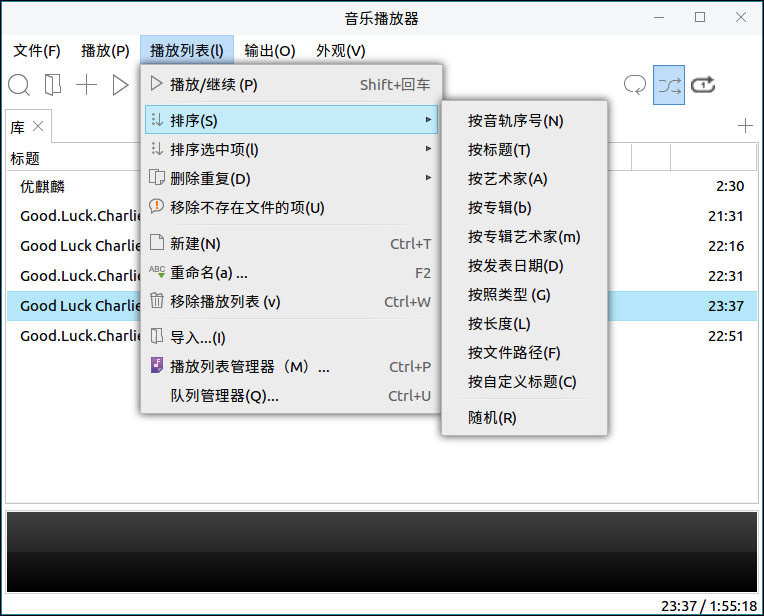 音乐播放器
文件(F) 播放(P) 播放列表(l) 输出(O) 外观(V)
播放/继续 (P) Shift+回车
排序(S)
排序选中项(l)
删除重复(D)
移除不存在文件的项(U)
新建(N) Ctrl+T
ABC 重命名(a) ... F2
移除播放列表 (v) Ctrl+W
导入...(I)
播放列表管理器（M）... Ctrl+P
队列管理器(Q)... Ctrl+U
按音轨序号(N)
按标题(T)
按艺术家(A)
按专辑(b)
按专辑艺术家(m)
按发表日期(D)
按照类型 (G)
按长度(L)
按文件路径(F)
按自定义标题(C)
随机(R)
1
库
标题
优麒麟 2:30
Good.Luck.Charlie 21:31
Good Luck Charlie 22:16
Good.Luck.Charlie 22:31
Good Luck Charlie 23:37
Good.Luck.Charlie 22:51
23:37 / 1:55:18